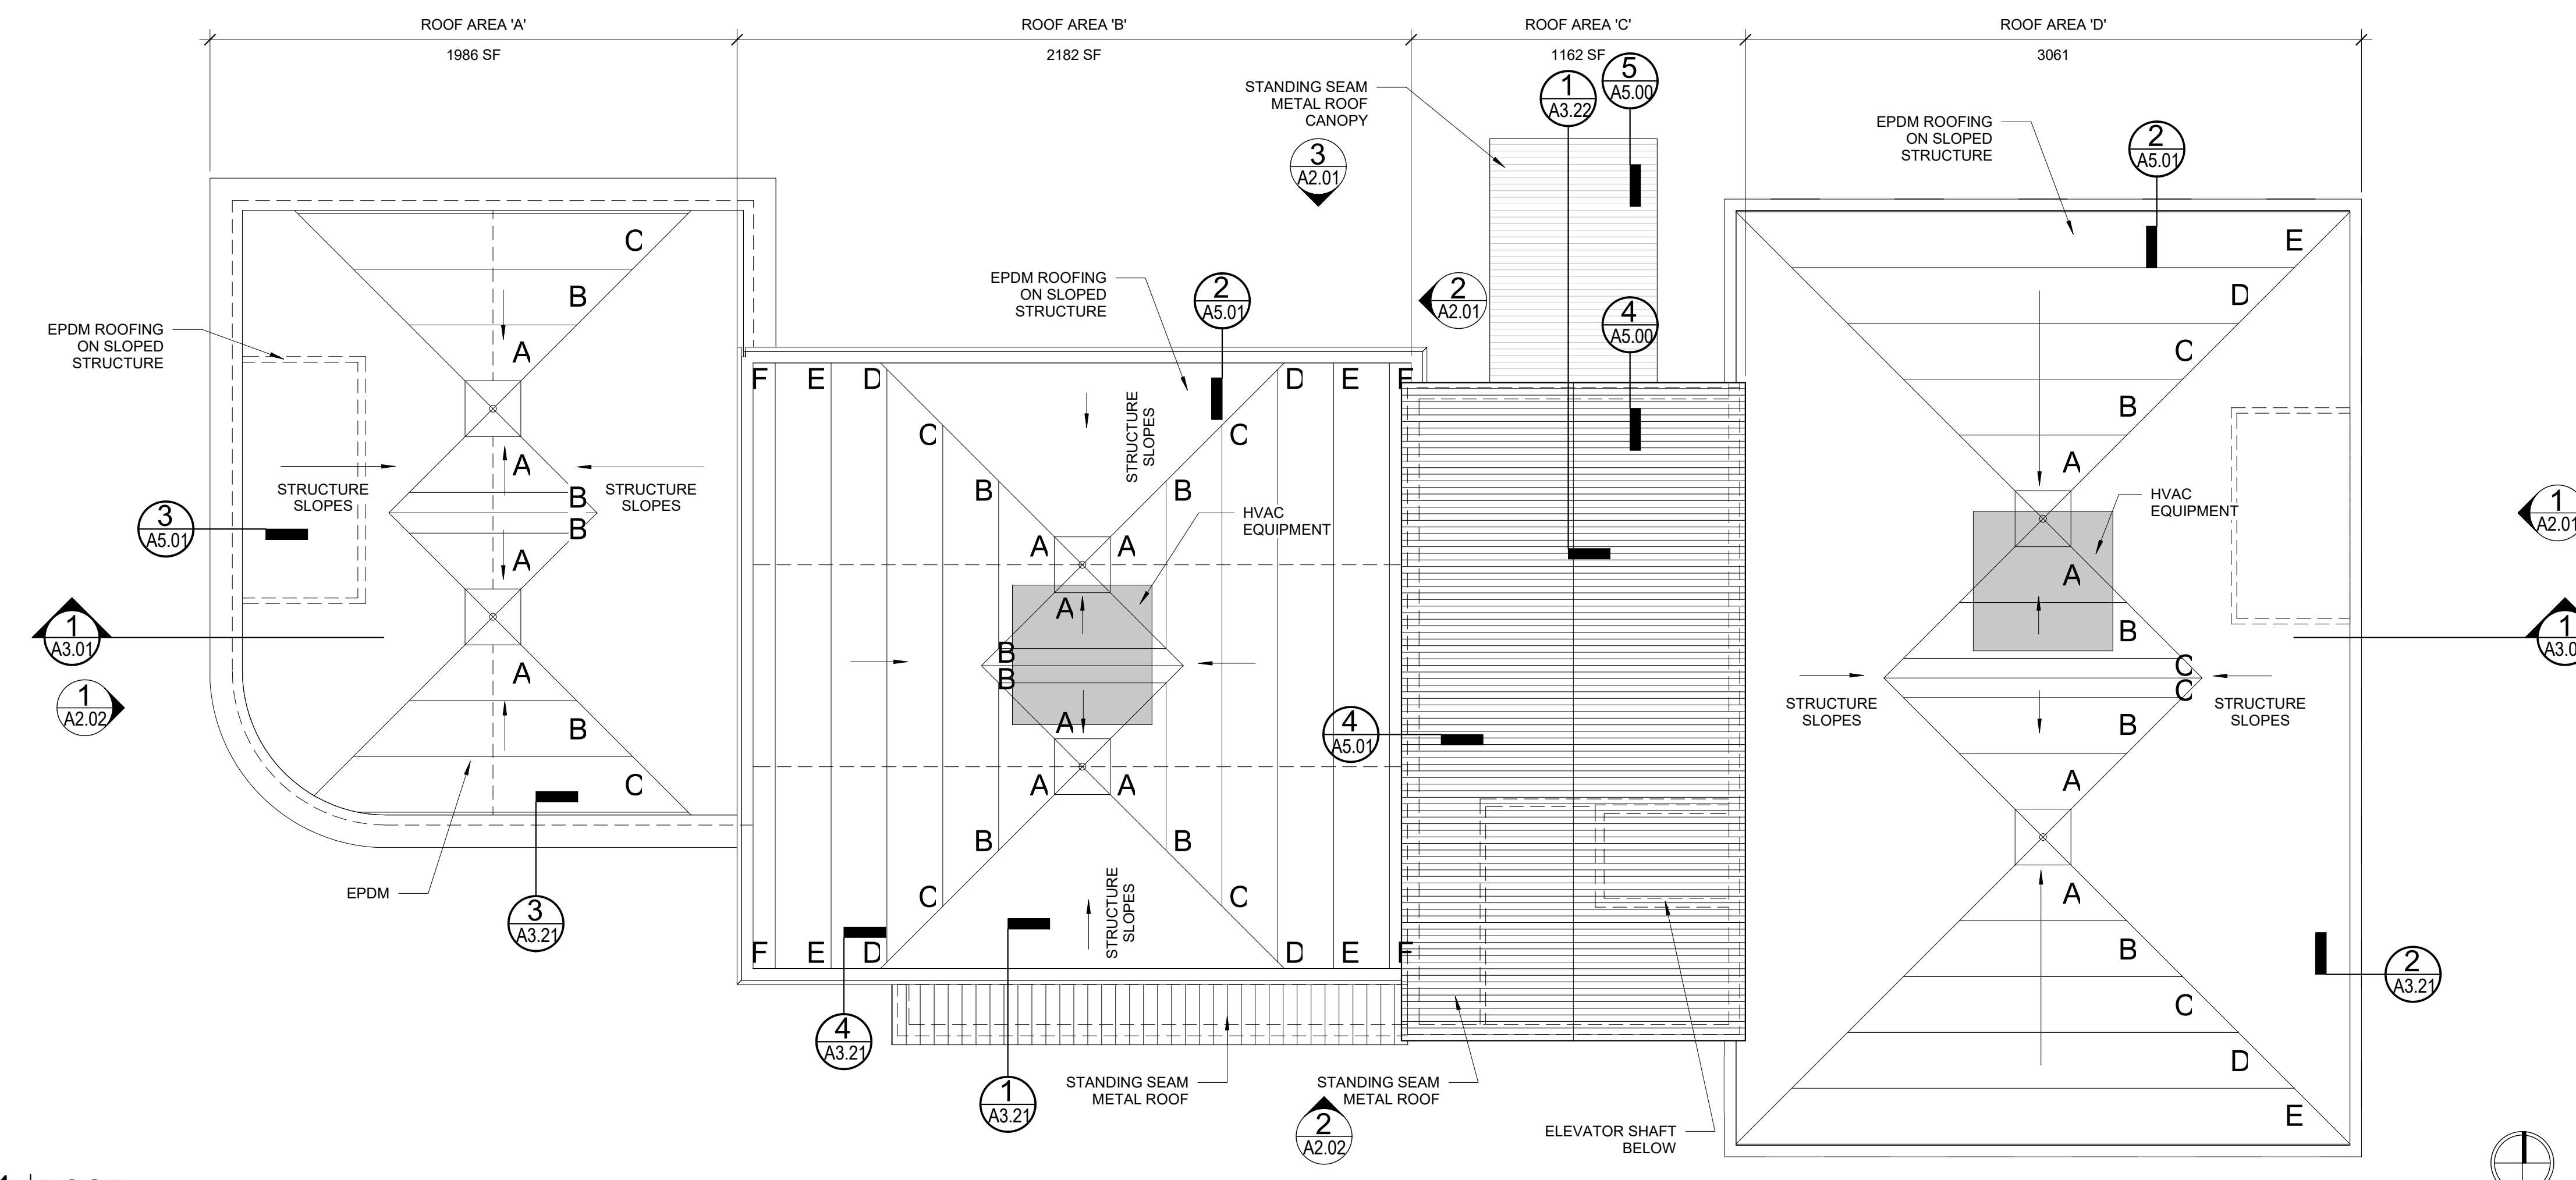 ROOF AREA 'A'
1986 SF
ROOF AREA 'B'
2182 SF
ROOF AREA 'C'
1162 SF
ROOF AREA 'D'
3061
STANDING SEAM
METAL ROOF
CANOPY
1
A3.22
5
A5.00
3
A2.01
EPDM ROOFING
ON SLOPED
STRUCTURE
2
A5.01
EPDM ROOFING
ON SLOPED
STRUCTURE
C
B
A
A
B
B
A
A
B
C
STRUCTURE
SLOPES
STRUCTURE
SLOPES
3
A5.01
1
A3.01
1
A2.02
EPDM
3
A3.21
EPDM ROOFING
ON SLOPED
STRUCTURE
2
A5.01
2
A2.01
4
A5.00
F
E
D
D
E
F
C
C
B
B
A
A
STRUCTURE
SLOPES
HVAC
EQUIPMENT
A
B
B
A
A
A
B
B
C
C
F
E
D
D
E
F
STRUCTURE
SLOPES
4
A3.21
1
A3.21
STANDING SEAM
METAL ROOF
4
A5.01
STANDING SEAM
METAL ROOF
2
A2.02
ELEVATOR SHAFT
BELOW
E
D
C
B
A
HVAC
EQUIPMENT
A
B
C
C
B
A
A
B
C
D
E
STRUCTURE
SLOPES
STRUCTURE
SLOPES
1
A2.01
1
A3.0
2
A3.21